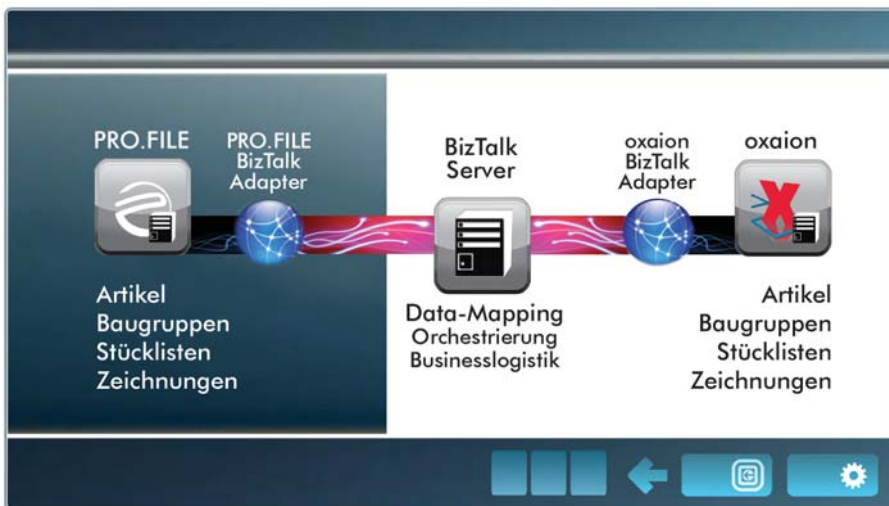 PRO.FILE
PRO.FILE
BizTalk
Adapter
BizTalk
Server
oxaion
BizTalk
Adapter
oxaion
Artikel
Baugruppen
Stücklisten
Zeichnungen
Data-Mapping
Orchestrierung
Businesslogistik
Artikel
Baugruppen
Stücklisten
Zeichnungen